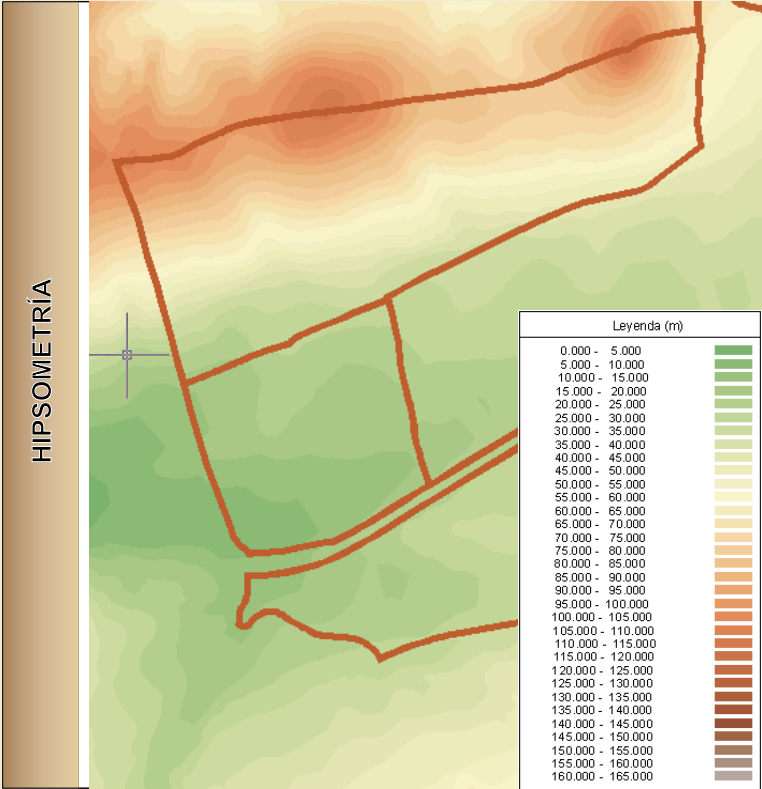 HIPSOMETRÍA
Leyenda (m)
0.000 - 5.000
5.000 - 10.000
10.000 - 15.000
15.000 - 20.000
20.000 - 25.000
25.000 - 30.000
30.000 - 35.000
35.000 - 40.000
40.000 - 45.000
45.000 - 50.000
50.000 - 55.000
55.000 - 60.000
60.000 - 65.000
65.000 - 70.000
70.000 - 75.000
75.000 - 80.000
80.000 - 85.000
85.000 - 90.000
90.000 - 95.000
95.000 - 100.000
100.000 - 105.000
105.000 - 110.000
110.000 - 115.000
115.000 - 120.000
120.000 - 125.000
125.000 - 130.000
130.000 - 135.000
135.000 - 140.000
140.000 - 145.000
145.000 - 150.000
150.000 - 155.000
155.000 - 160.000
160.000 - 165.000